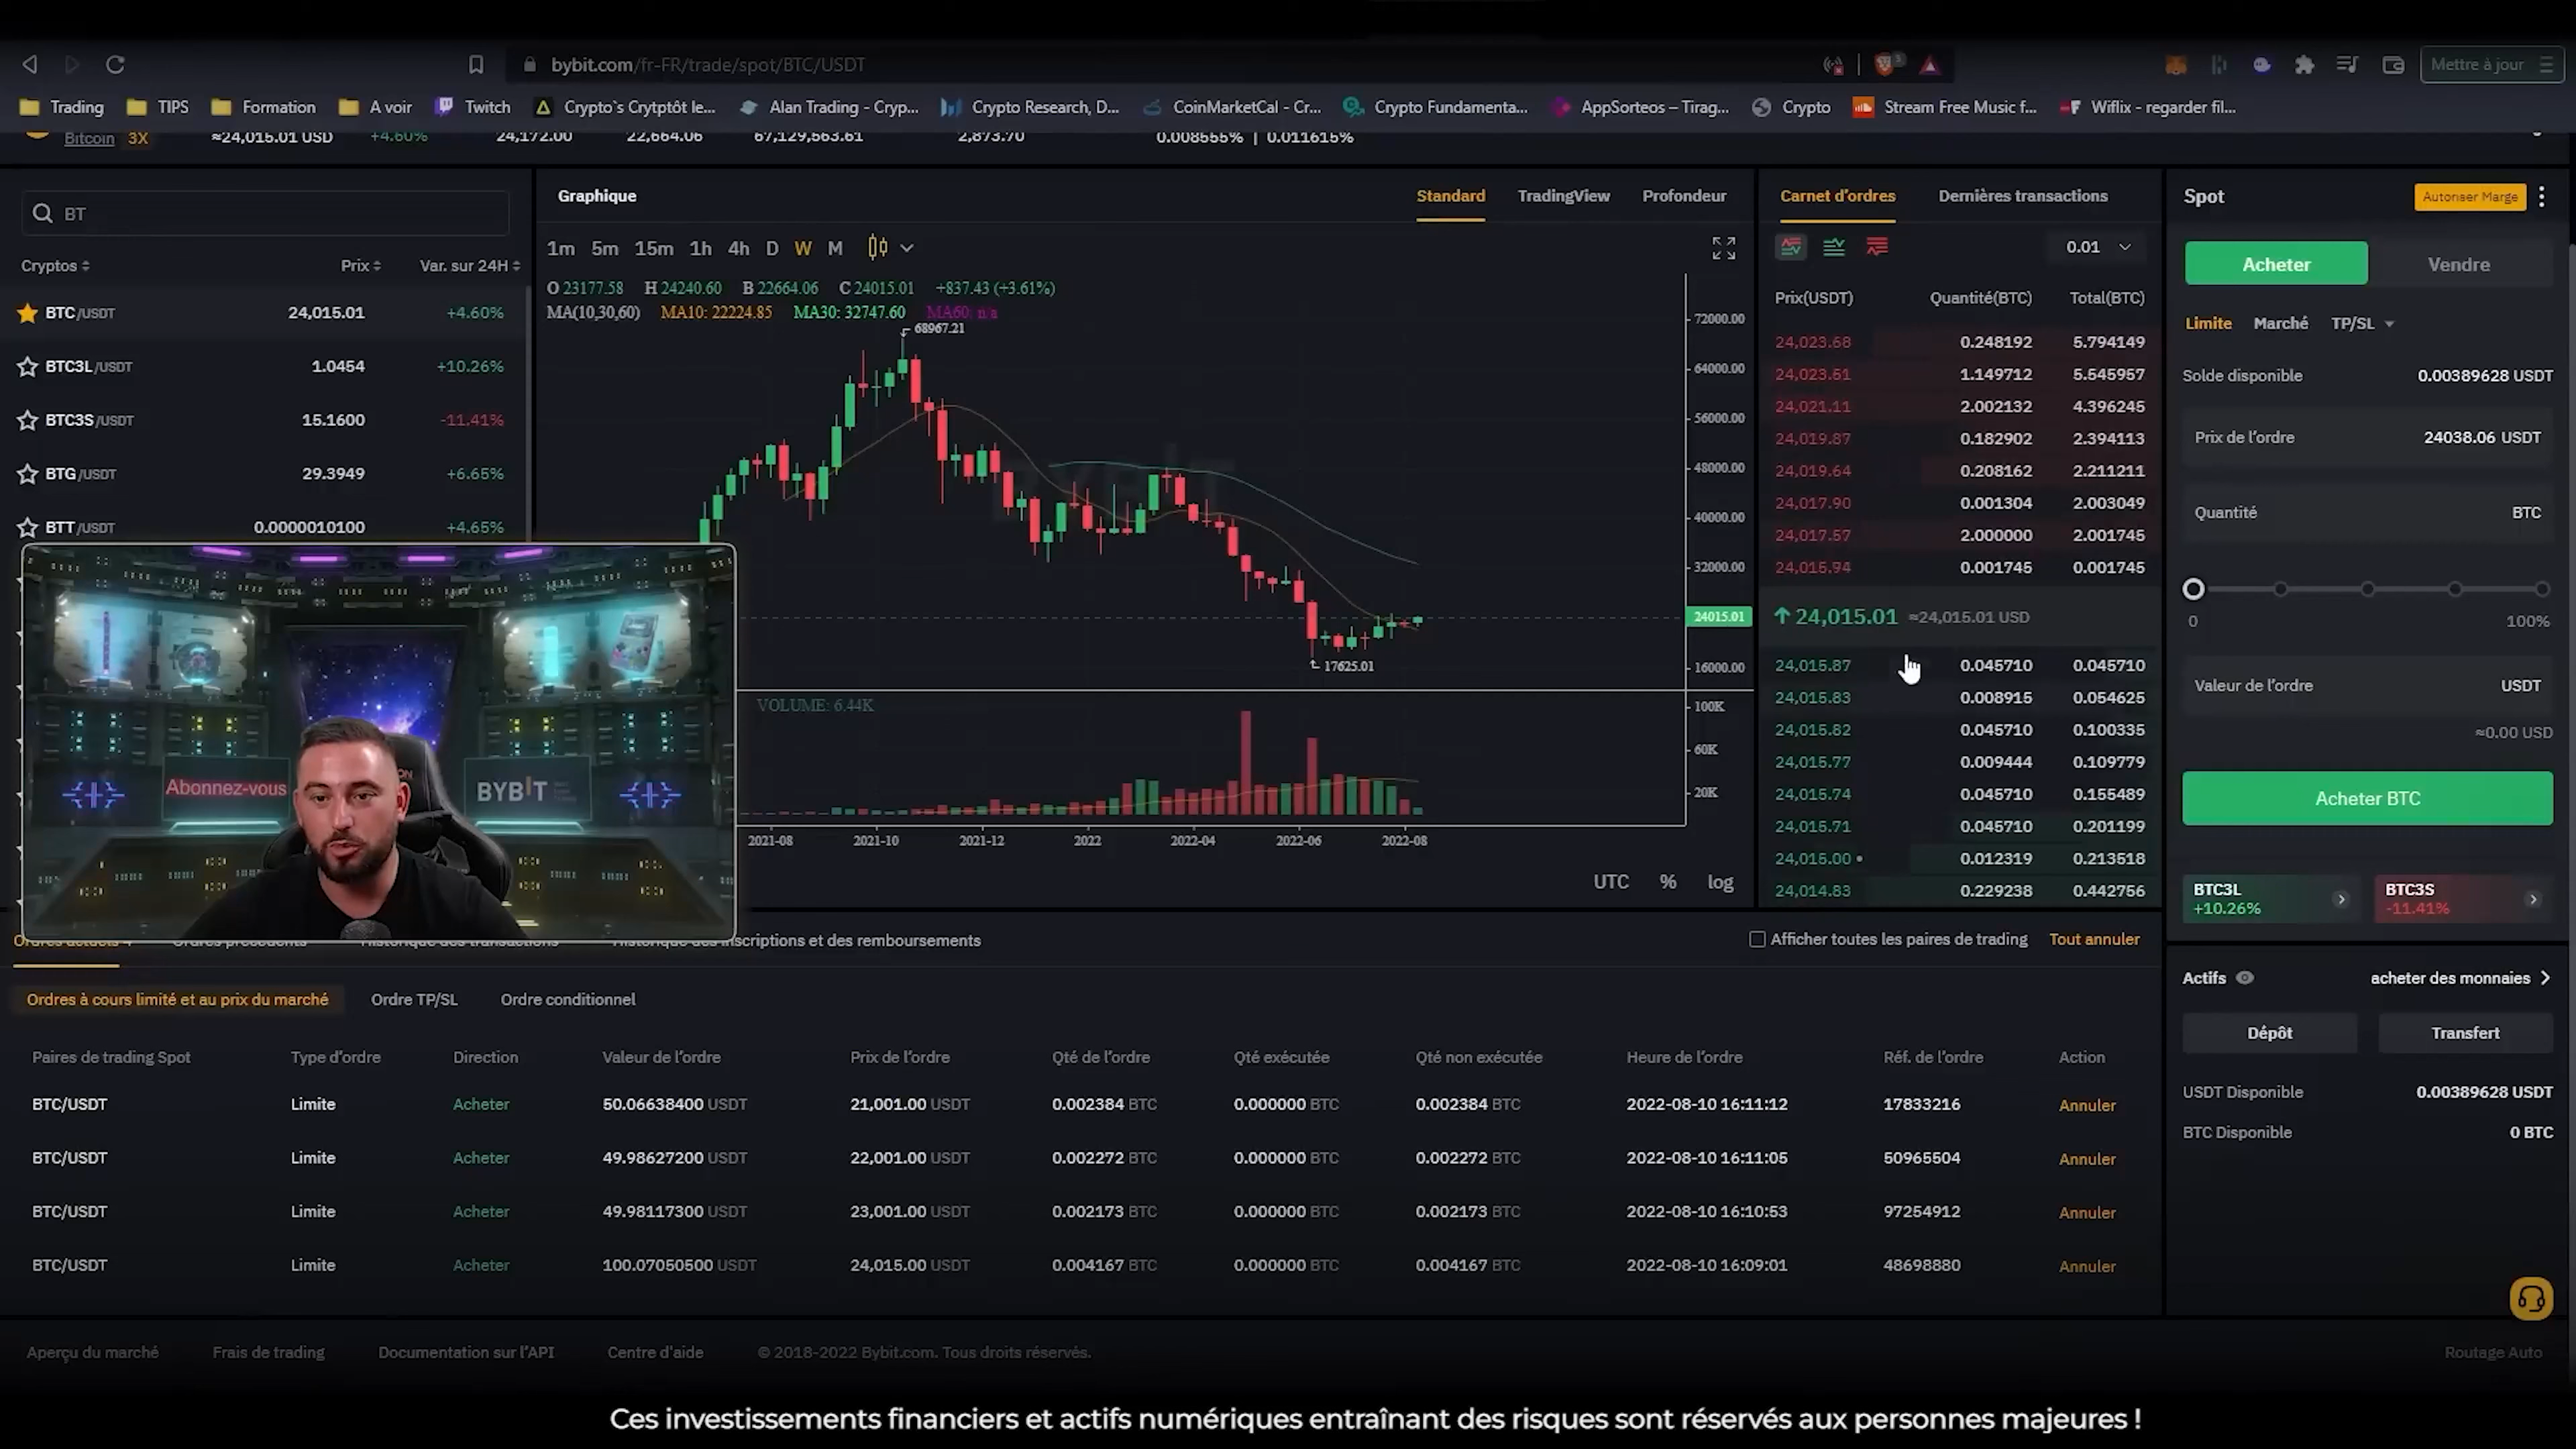 bybit.com/fr-FR/trade/spot/BTC/USDT
Mettre à jour
Trading TIPS Formation A voir Twitch Crypto`s Crytptôt le... Alan Trading - Cryp... Crypto Research, D... CoinMarketCal - Cr... Crypto Fundamenta... AppSorteos – Tirag... Crypto Stream Free Music f... Wiflix - regarder fil...
Bitcoin 3X ≈24,015.01 USD +4.60% 24,172.00 22,664.06 67,129,563.61 2,873.70 0.008555% | 0.011615%
BT
Cryptos Prix Var. sur 24H
BTC/USDT 24,015.01 +4.60%
BTC3L/USDT 1.0454 +10.26%
BTC3S/USDT 15.1600 -11.41%
BTG/USDT 29.3949 +6.65%
BTT/USDT 0.0000010100 +4.65%
Abonnez-vous
BYBIT
Graphique Standard TradingView Profondeur
1m 5m 15m 1h 4h D W M
O 23177.58 H 24240.60 B 22664.06 C 24015.01 +837.43 (+3.61%)
MA(10,30,60) MA10: 22224.85 MA30: 32747.60 MA60: n/a
68967.21
72000.00
64000.00
56000.00
48000.00
40000.00
32000.00
24015.01
17625.01
16000.00
VOLUME: 6.44K
100K
60K
20K
2021-08 2021-10 2021-12 2022 2022-04 2022-06 2022-08
UTC % log
Carnet d'ordres Dernières transactions
0.01
Prix(USDT) Quantité(BTC) Total(BTC)
24,023.68 0.248192 5.794149
24,023.51 1.149712 5.545957
24,021.11 2.002132 4.396245
24,019.87 0.182902 2.394113
24,019.64 0.208162 2.211211
24,017.90 0.001304 2.003049
24,017.57 2.000000 2.001745
24,015.94 0.001745 0.001745
24,015.01 ≈24,015.01 USD
24,015.87 0.045710 0.045710
24,015.83 0.008915 0.054625
24,015.82 0.045710 0.100335
24,015.77 0.009444 0.109779
24,015.74 0.045710 0.155489
24,015.71 0.045710 0.201199
24,015.00 0.012319 0.213518
24,014.83 0.229238 0.442756
Spot Autoriser Marge
Acheter Vendre
Limite Marché TP/SL
Solde disponible 0.00389628 USDT
Prix de l'ordre 24038.06 USDT
Quantité BTC
0 100%
Valeur de l'ordre USDT
≈0.00 USD
Acheter BTC
BTC3L
+10.26%
BTC3S
-11.41%
Actifs acheter des monnaies
Dépôt Transfert
USDT Disponible 0.00389628 USDT
BTC Disponible 0 BTC
Ordres actuels 4 Ordres précédents Historique des transactions Historique des inscriptions et des remboursements
Afficher toutes les paires de trading Tout annuler
Ordres à cours limité et au prix du marché Ordre TP/SL Ordre conditionnel
Paires de trading Spot Type d'ordre Direction Valeur de l'ordre Prix de l'ordre Qté de l'ordre Qté exécutée Qté non exécutée Heure de l'ordre Réf. de l'ordre Action
BTC/USDT Limite Acheter 50.06638400 USDT 21,001.00 USDT 0.002384 BTC 0.000000 BTC 0.002384 BTC 2022-08-10 16:11:12 17833216 Annuler
BTC/USDT Limite Acheter 49.98627200 USDT 22,001.00 USDT 0.002272 BTC 0.000000 BTC 0.002272 BTC 2022-08-10 16:11:05 50965504 Annuler
BTC/USDT Limite Acheter 49.98117300 USDT 23,001.00 USDT 0.002173 BTC 0.000000 BTC 0.002173 BTC 2022-08-10 16:10:53 97254912 Annuler
BTC/USDT Limite Acheter 100.07050500 USDT 24,015.00 USDT 0.004167 BTC 0.000000 BTC 0.004167 BTC 2022-08-10 16:09:01 48698880 Annuler
Aperçu du marché Frais de trading Documentation sur l'API Centre d'aide © 2018-2022 Bybit.com. Tous droits réservés. Routage Auto
Ces investissements financiers et actifs numériques entraînant des risques sont réservés aux personnes majeures !